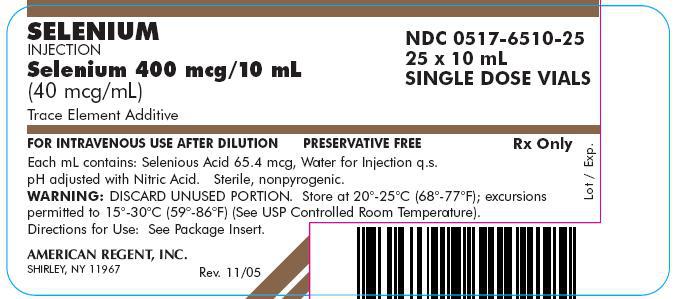 SELENIUM
INJECTION
Selenium 400 mcg/10 mL
(40 mcg/mL)
Trace Element Additive
NDC 0517-6510-25
25 x 10 mL
SINGLE DOSE VIALS
FOR INTRAVENOUS USE AFTER DILUTION PRESERVATIVE FREE Rx Only
Each mL contains: Selenious Acid 65.4 mcg, Water for Injection q.s.
pH adjusted with Nitric Acid. Sterile, nonpyrogenic.
WARNING: DISCARD UNUSED PORTION. Store at 20°-25°C (68°-77°F); excursions
permitted to 15°-30°C (59°-86°F) (See USP Controlled Room Temperature).
Directions for Use: See Package Insert.
AMERICAN REGENT, INC.
SHIRLEY, NY 11967
Rev. 11/05
Lot / Exp.